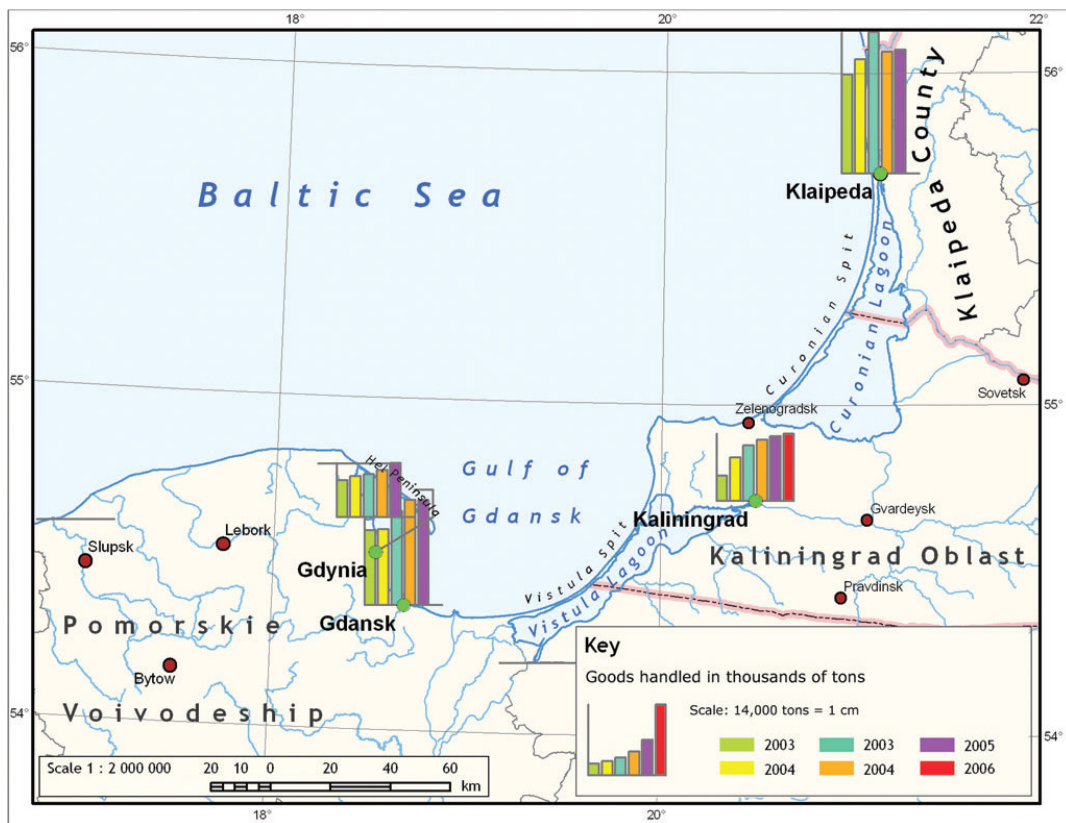 18°
20°
22°
56°
56°
Klaipeda County
Baltic Sea
Klaipeda
Curonian Spit
Curonian Lagoon
55°
55°
Sovetsk
Zelenogradsk
Hel Peninsula
Gulf of
Gdansk
Kaliningrad
Gvardeysk
Lebork
Slupsk
Gdynia
Vistula Spit
Vistula Lagoon
Kaliningrad Oblast
Pravdinsk
Gdansk
Pomorskie
Bytow
Voivodeship
54°
54°
Key
Goods handled in thousands of tons
Scale: 14,000 tons = 1 cm
2003 2003 2005
2004 2004 2006
Scale 1 : 2 000 000
20 10 0 20 40 60
km
18°
20°